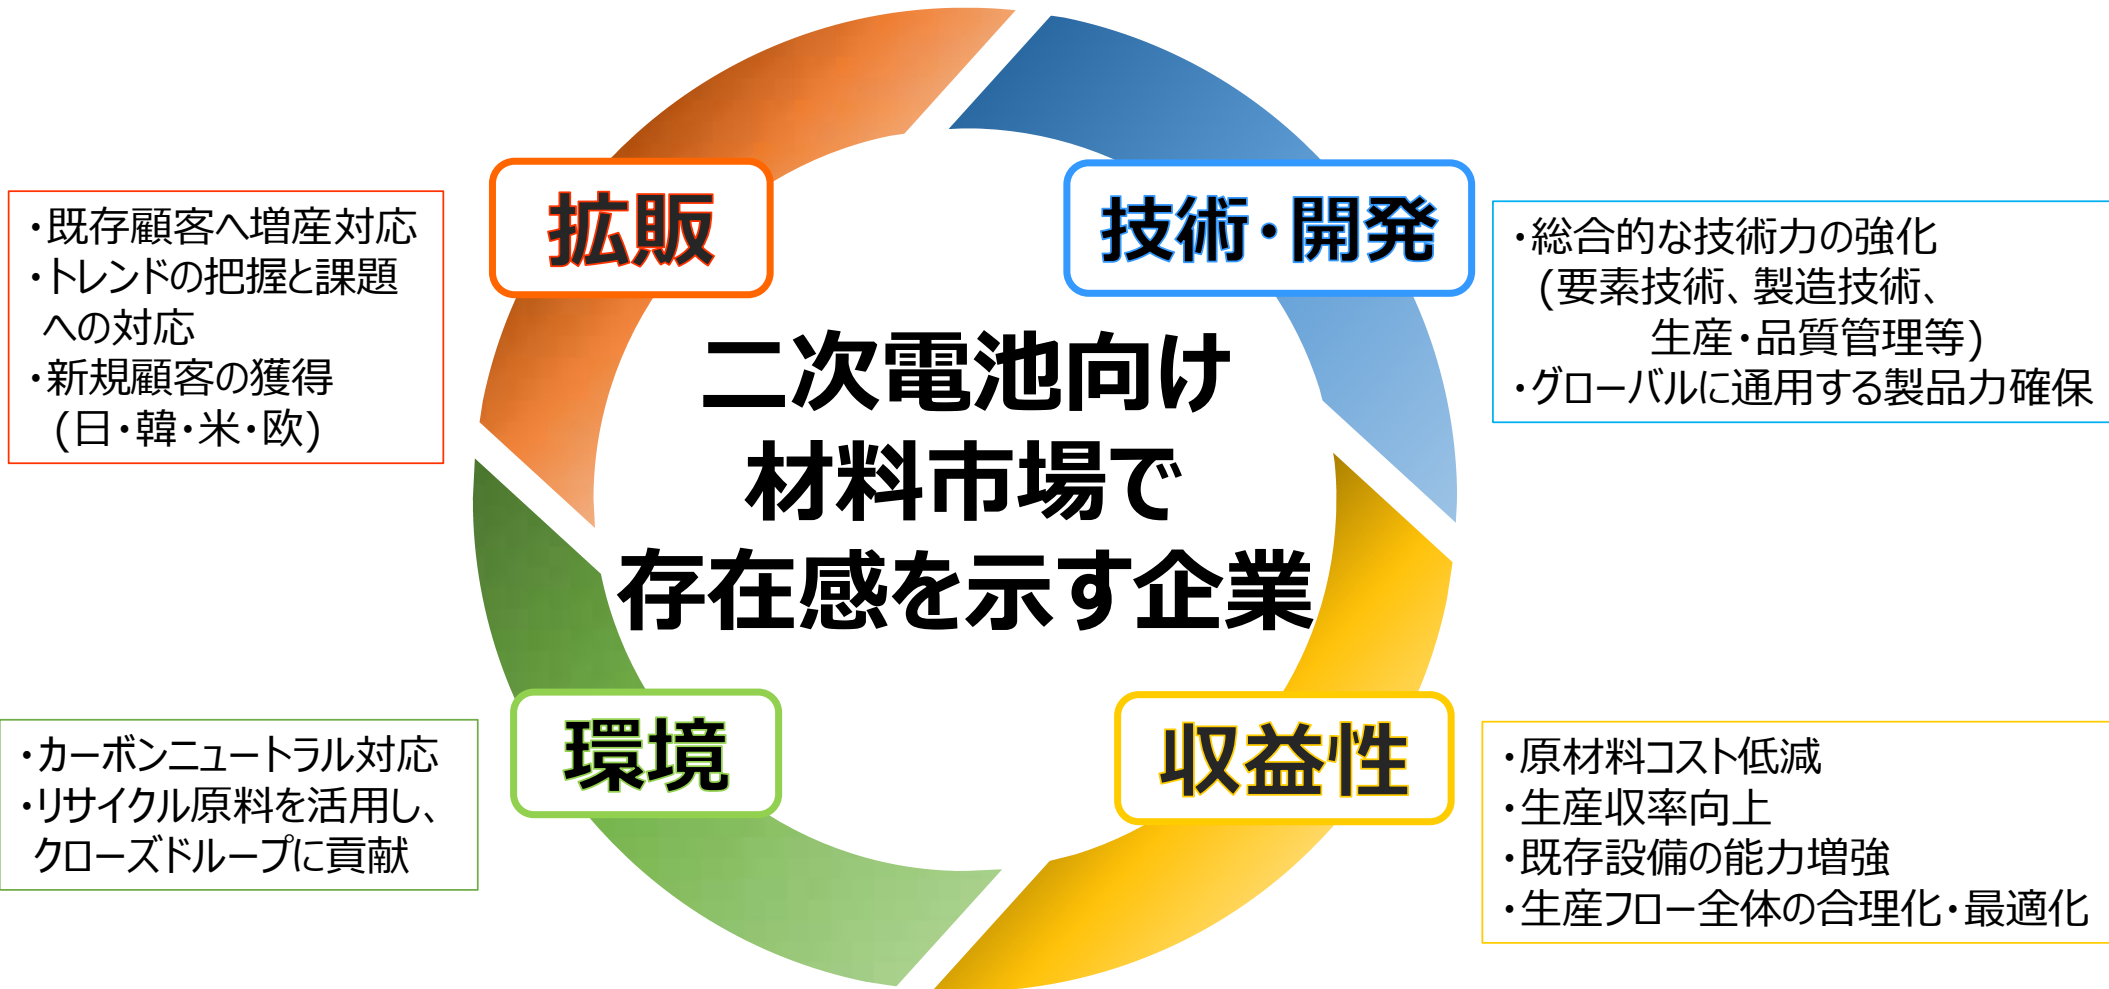 拡販
・既存顧客へ増産対応
・トレンドの把握と課題
への対応
・新規顧客の獲得
(日・韓・米・欧)
技術・開発
・総合的な技術力の強化
(要素技術、製造技術、
生産・品質管理等)
・グローバルに通用する製品力確保
二次電池向け
材料市場で
存在感を示す企業
環境
・カーボンニュートラル対応
・リサイクル原料を活用し、
クローズドループに貢献
収益性
・原材料コスト低減
・生産収率向上
・既存設備の能力増強
・生産フロー全体の合理化・最適化